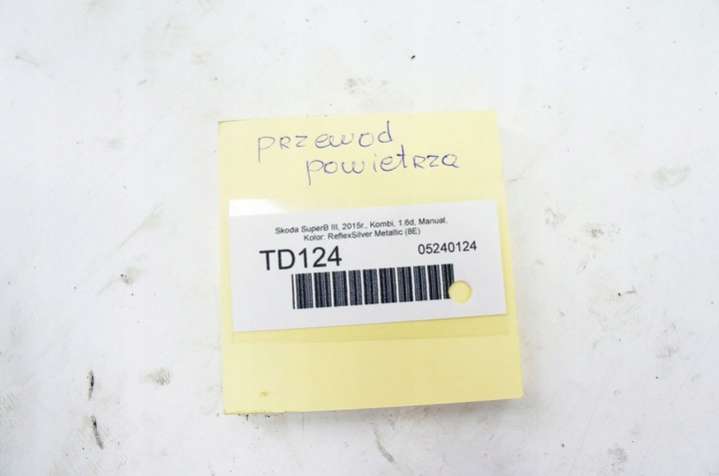 przewod
powietrza
Skoda SuperB III, 2015r., Kombi, 1.6d, Manual,
Kolor: ReflexSilver Metallic (8E)
TD124 05240124